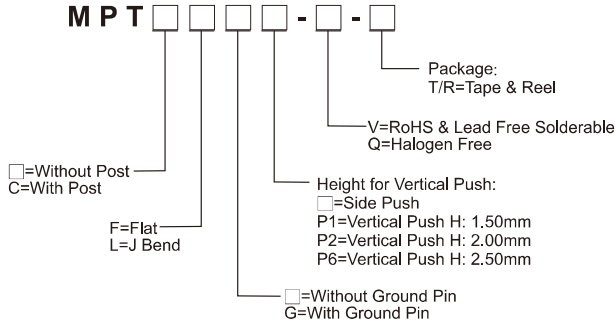 MPT□□□□-□-□
Package:
T/R=Tape & Reel
V=RoHS & Lead Free Solderable
Q=Halogen Free
□=Without Post
C=With Post
Height for Vertical Push:
□=Side Push
P1=Vertical Push H: 1.50mm
P2=Vertical Push H: 2.00mm
P6=Vertical Push H: 2.50mm
F=Flat
L=J Bend
□=Without Ground Pin
G=With Ground Pin